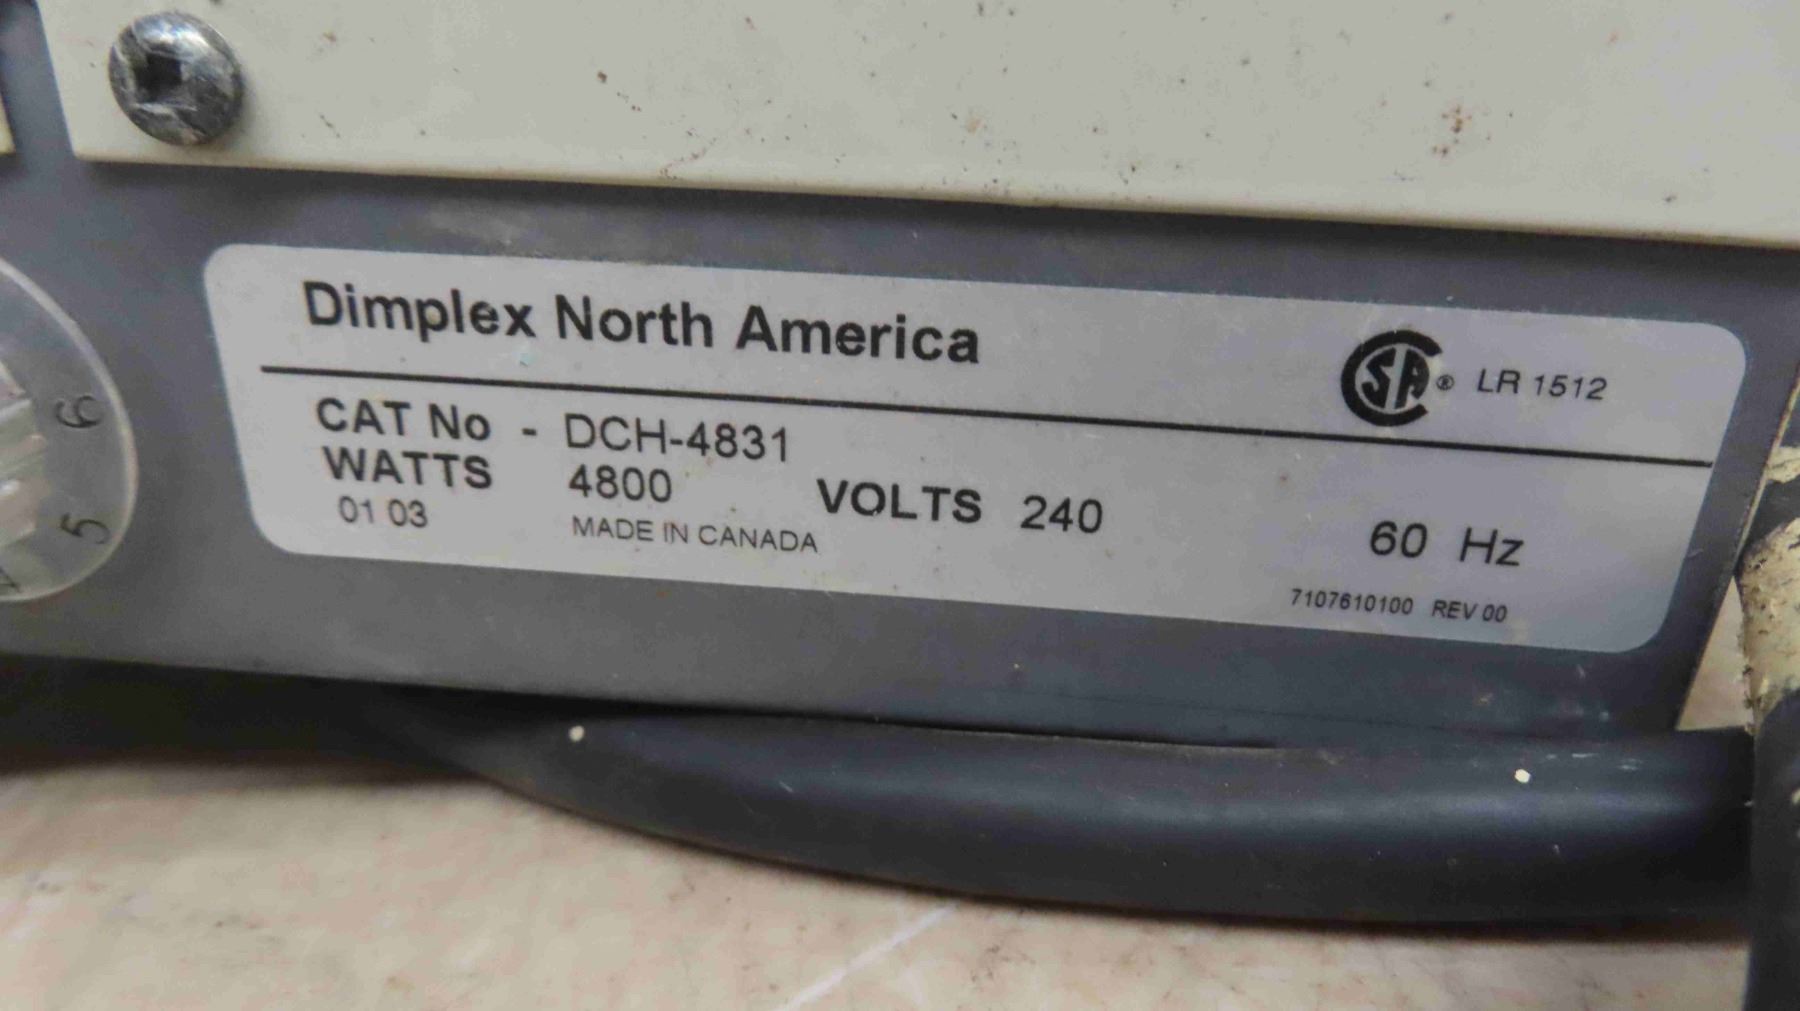 Dimplex North America
CSA® LR 1512
CAT No - DCH-4831
WATTS 4800 VOLTS 240 60 Hz
01 03 MADE IN CANADA
7107610100 REV 00
6
5